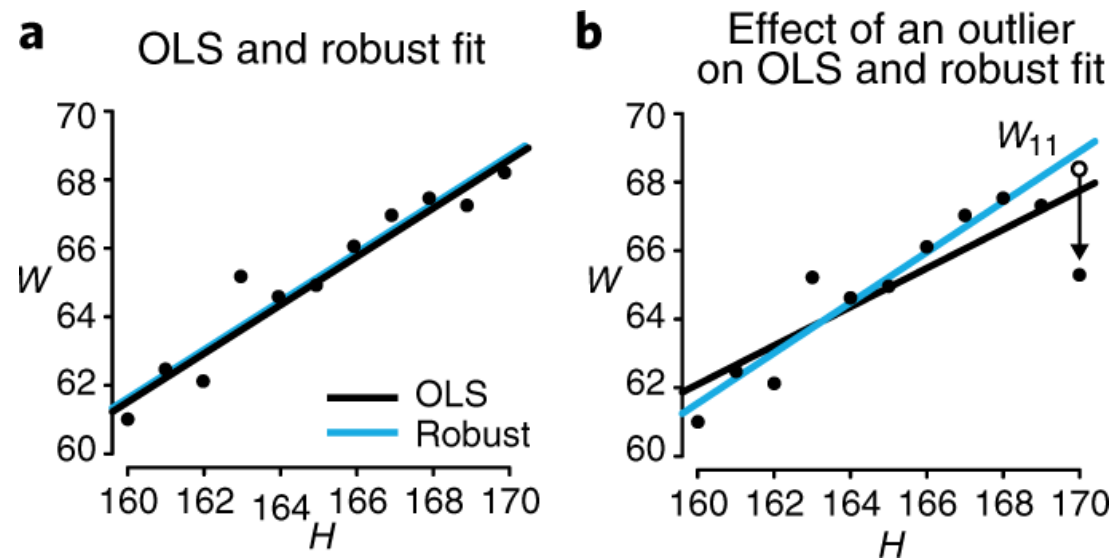 a
OLS and robust fit
70
68
66
64
62
60
W
160 162 164 166 168 170
H
OLS
Robust
b
Effect of an outlier
on OLS and robust fit
70
68
66
64
62
60
W
W11
160 162 164 166 168 170
H